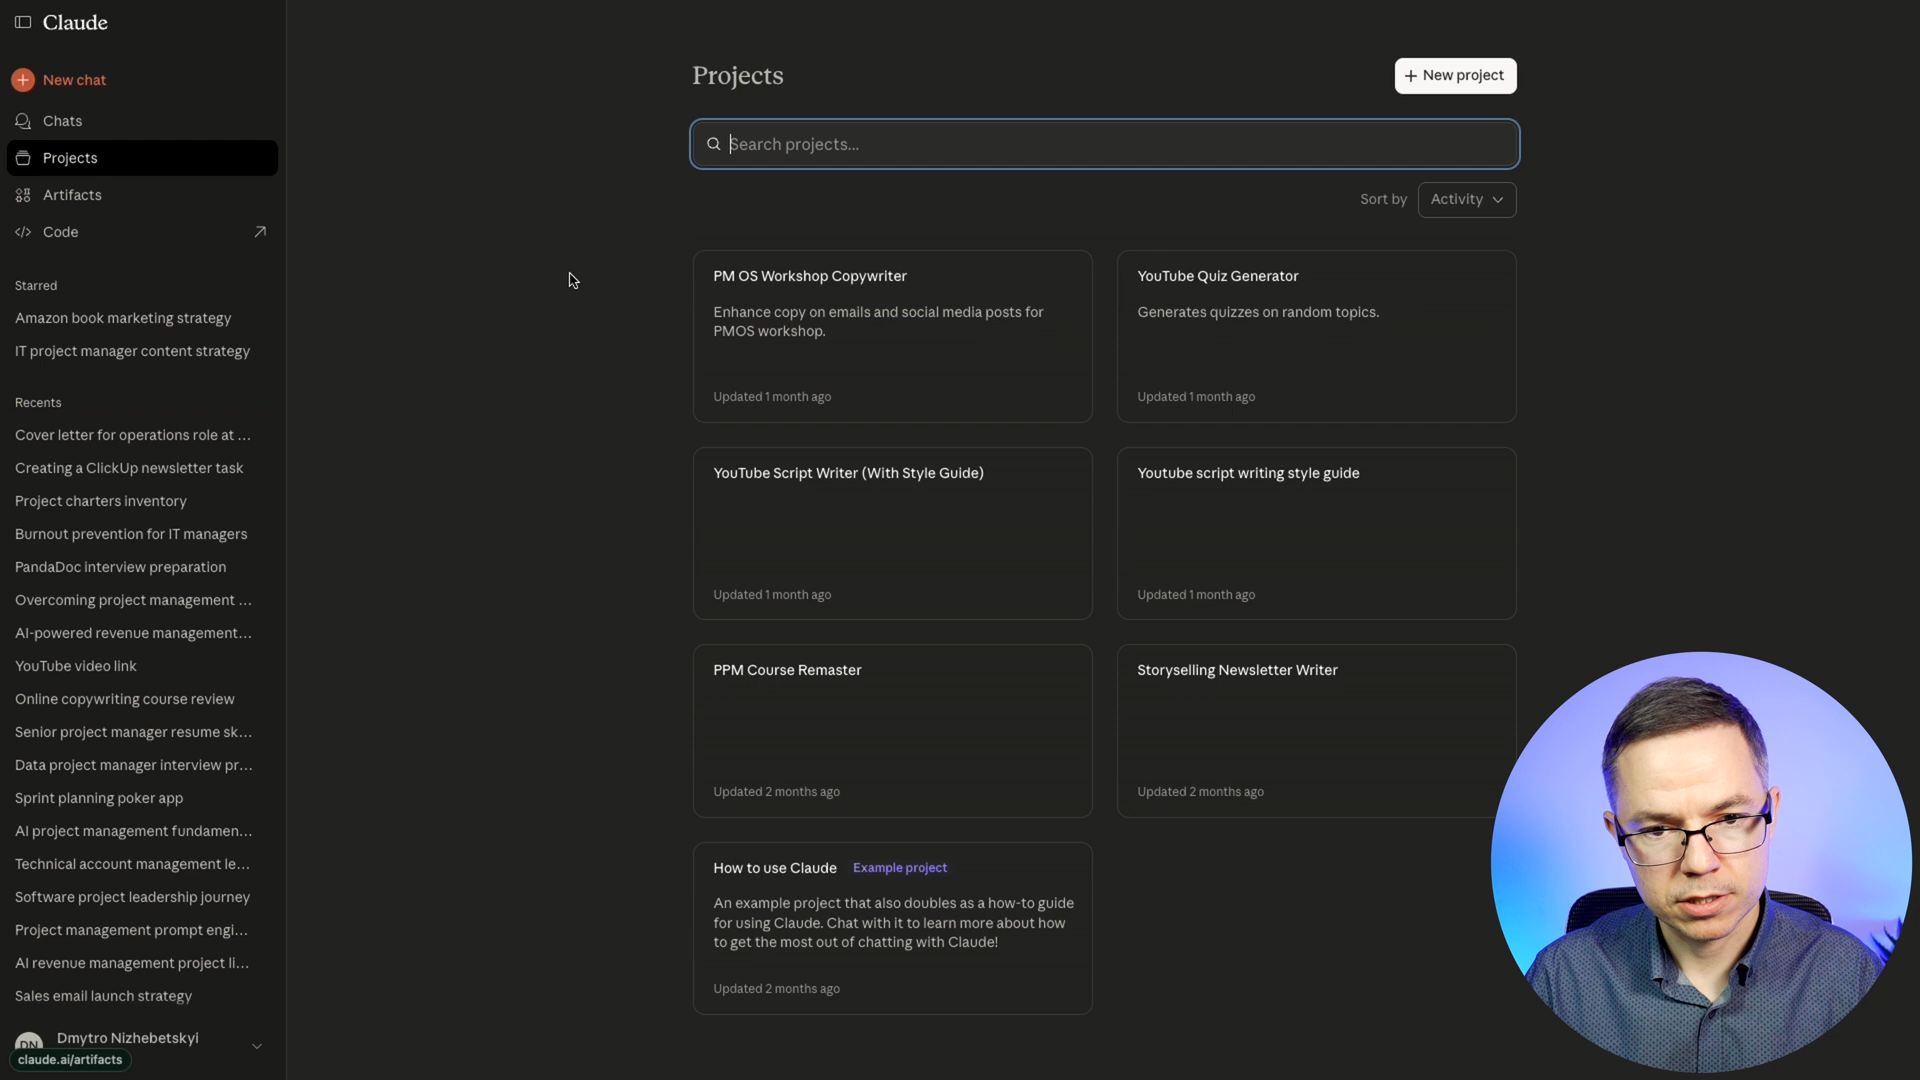 Claude
New chat
Chats
Projects
Artifacts
Code
Starred
Amazon book marketing strategy
IT project manager content strategy
Recents
Cover letter for operations role at ...
Creating a ClickUp newsletter task
Project charters inventory
Burnout prevention for IT managers
PandaDoc interview preparation
Overcoming project management ...
AI-powered revenue management...
YouTube video link
Online copywriting course review
Senior project manager resume sk...
Data project manager interview pr...
Sprint planning poker app
AI project management fundamen...
Technical account management le...
Software project leadership journey
Project management prompt engi...
AI revenue management project li...
Sales email launch strategy
DN
Dmytro Nizhebetskyi
claude.ai/artifacts
Projects
New project
Search projects...
Sort by
Activity
PM OS Workshop Copywriter
Enhance copy on emails and social media posts for
PMOS workshop.
Updated 1 month ago
YouTube Quiz Generator
Generates quizzes on random topics.
Updated 1 month ago
YouTube Script Writer (With Style Guide)
Updated 1 month ago
Youtube script writing style guide
Updated 1 month ago
PPM Course Remaster
Updated 2 months ago
Storyselling Newsletter Writer
Updated 2 months ago
How to use Claude Example project
An example project that also doubles as a how-to guide
for using Claude. Chat with it to learn more about how
to get the most out of chatting with Claude!
Updated 2 months ago